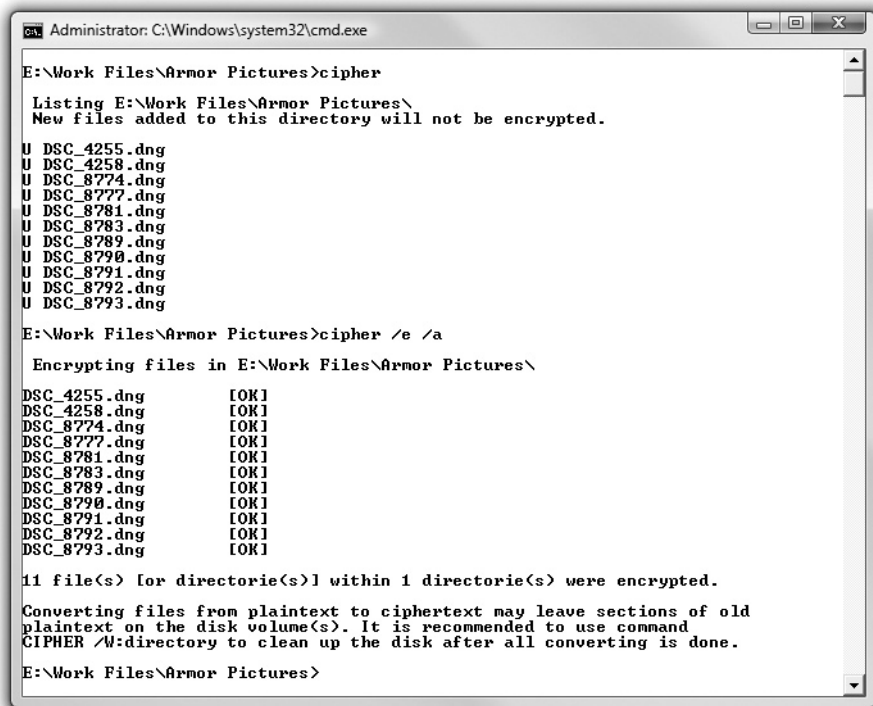 Administrator: C:\Windows\system32\cmd.exe
E:\Work Files\Armor Pictures>cipher
Listing E:\Work Files\Armor Pictures\
New files added to this directory will not be encrypted.
U DSC_4255.dng
U DSC_4258.dng
U DSC_8774.dng
U DSC_8777.dng
U DSC_8781.dng
U DSC_8783.dng
U DSC_8789.dng
U DSC_8790.dng
U DSC_8791.dng
U DSC_8792.dng
U DSC_8793.dng
E:\Work Files\Armor Pictures>cipher /e /a
Encrypting files in E:\Work Files\Armor Pictures\
DSC_4255.dng [OK]
DSC_4258.dng [OK]
DSC_8774.dng [OK]
DSC_8777.dng [OK]
DSC_8781.dng [OK]
DSC_8783.dng [OK]
DSC_8789.dng [OK]
DSC_8790.dng [OK]
DSC_8791.dng [OK]
DSC_8792.dng [OK]
DSC_8793.dng [OK]
11 file(s) [or directorie(s)] within 1 directorie(s) were encrypted.
Converting files from plaintext to ciphertext may leave sections of old
plaintext on the disk volume(s). It is recommended to use command
CIPHER /W:directory to clean up the disk after all converting is done.
E:\Work Files\Armor Pictures>